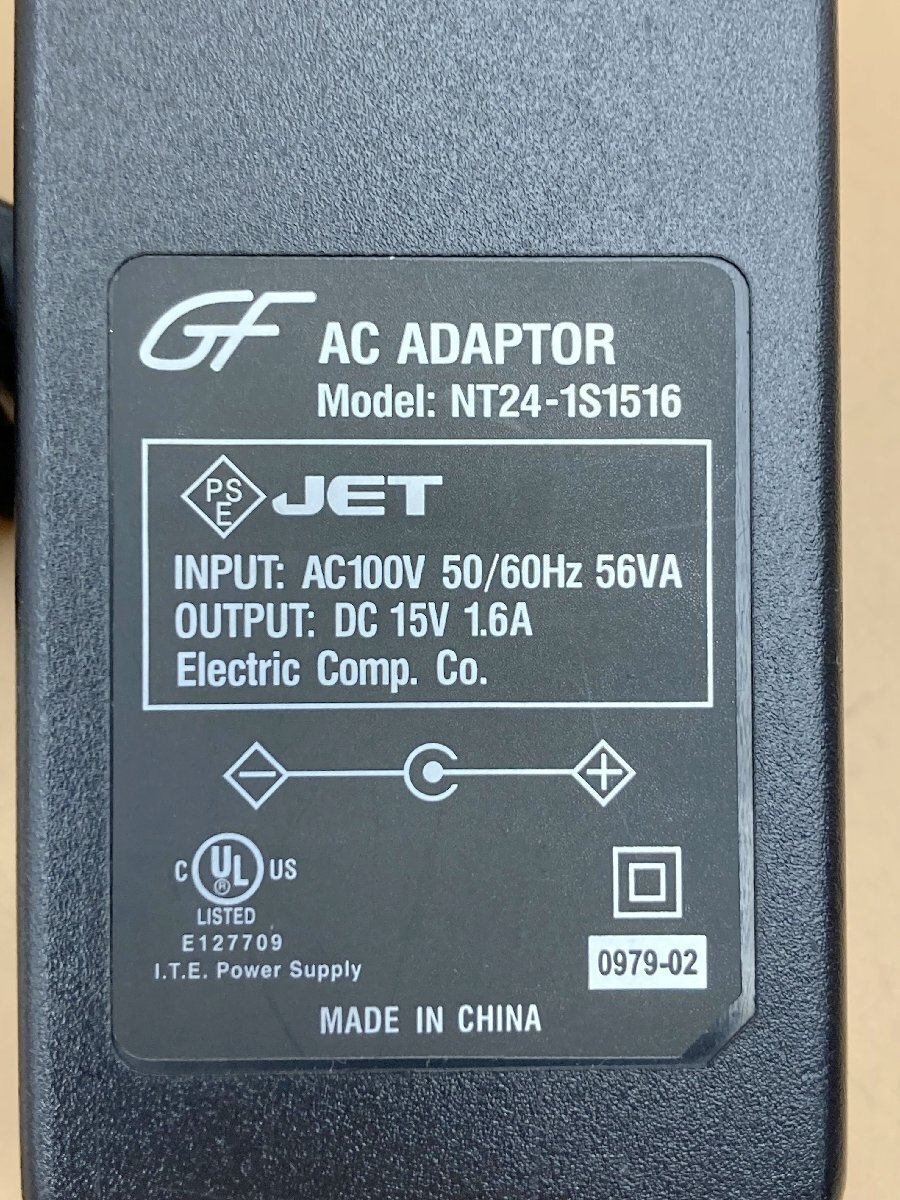 GF AC ADAPTOR
Model: NT24-1S1516
PSE JET
INPUT: AC100V 50/60Hz 56VA
OUTPUT: DC 15V 1.6A
Electric Comp. Co.
− +
C UL® US
LISTED
E127709
I.T.E. Power Supply
0979-02
MADE IN CHINA